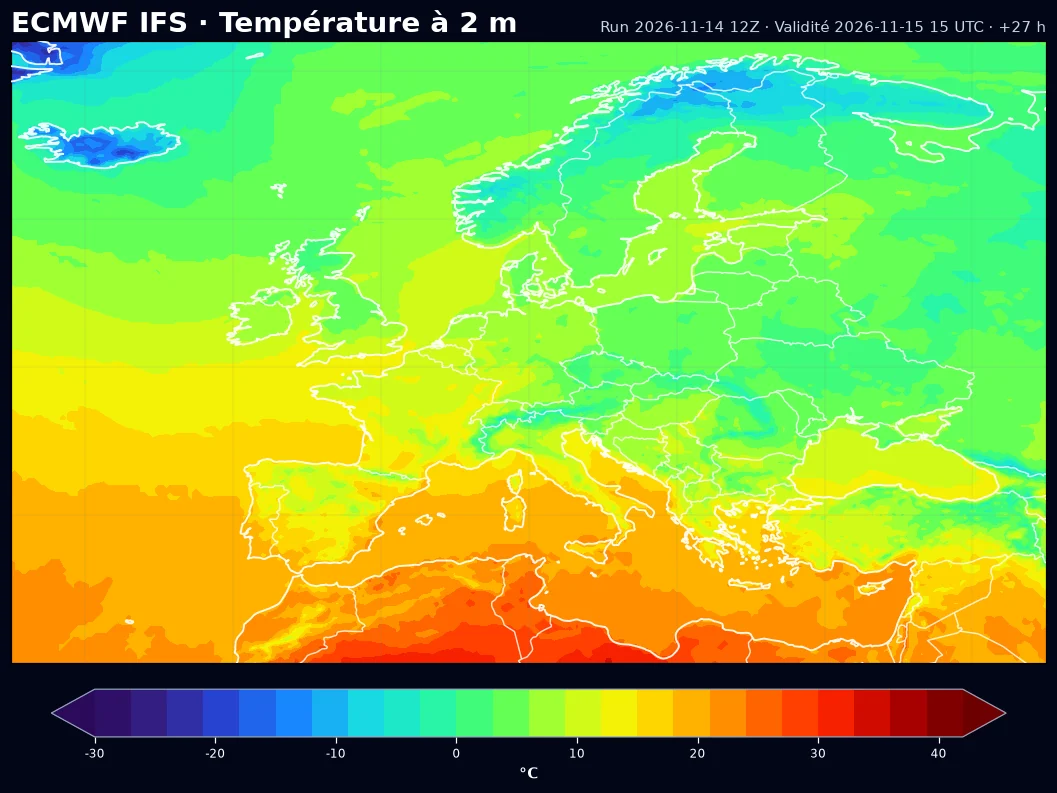 ECMWF IFS · Température à 2 m
Run 2026-11-14 12Z · Validité 2026-11-15 15 UTC · +27 h
-30 -20 -10 0 10 20 30 40
°C